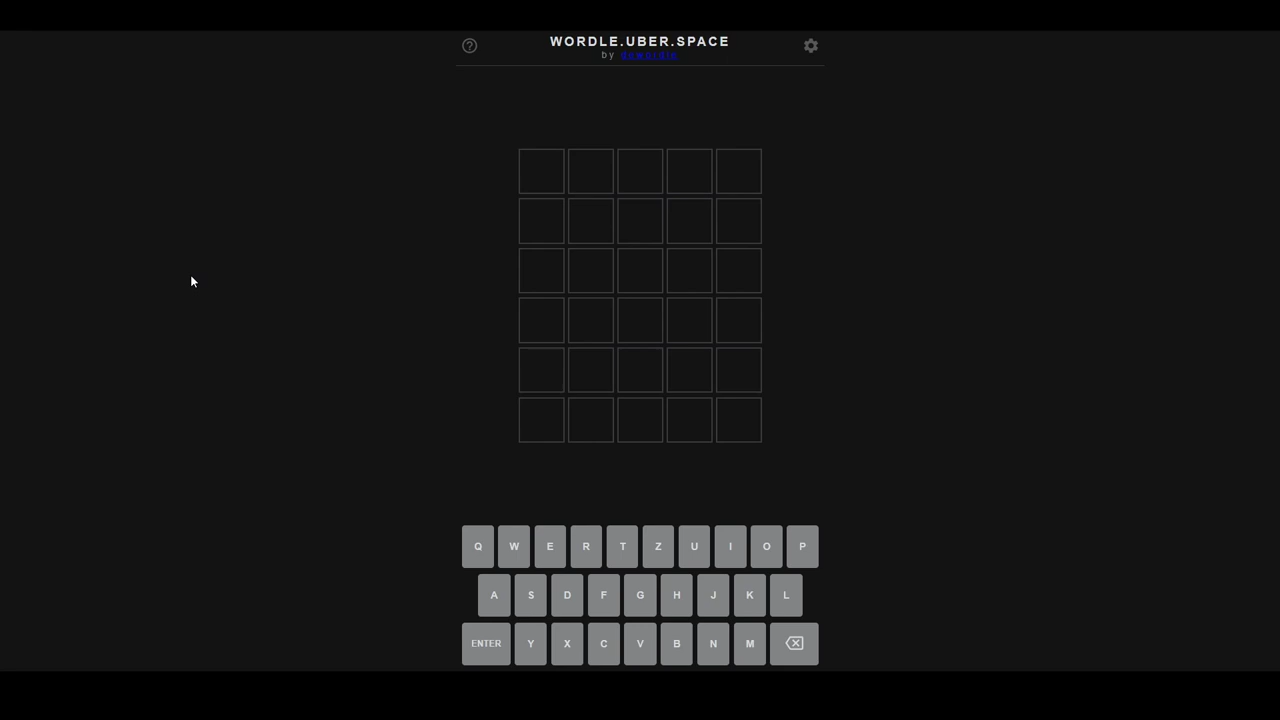 WORDLE.UBER.SPACE
by
Q W E R T Z U I O P
A S D F G H J K L
ENTER Y X C V B N M